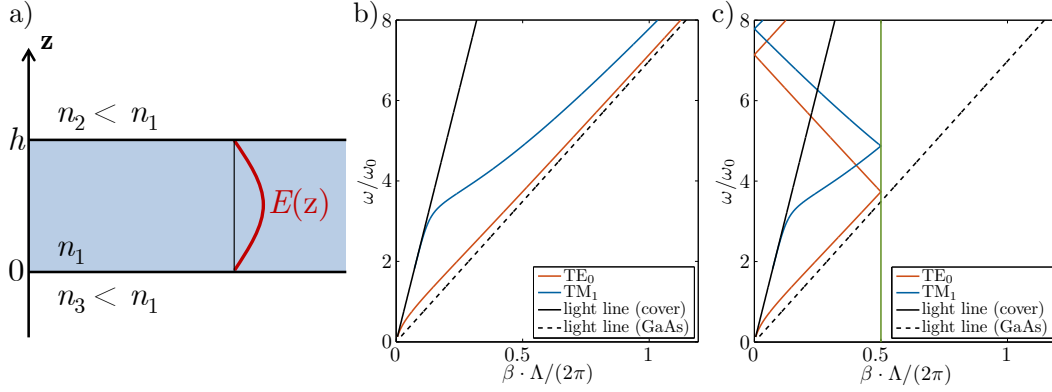 a)
z
n2 < n1
h
E(z)
n1
0
n3 < n1
b)
8
6
4
2
0
ω/ω0
0
0.5
1
β · Λ/(2π)
TE0
TM1
light line (cover)
light line (GaAs)
c)
8
6
4
2
0
ω/ω0
0
0.5
1
β · Λ/(2π)
TE0
TM1
light line (cover)
light line (GaAs)